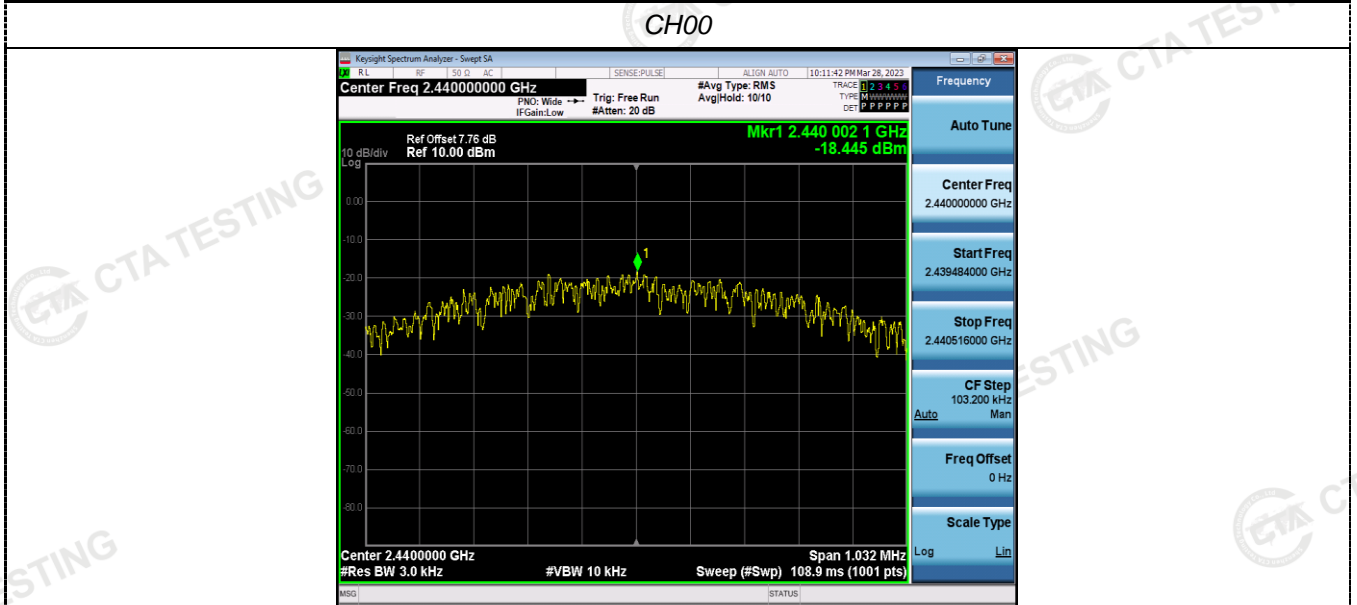 CH00
CTA TESTING
Keysight Spectrum Analyzer - Swept SA
RL RF 50 Ω AC SENSE:PULSE ALIGN AUTO 10:11:42 PM Mar 28, 2023
Center Freq 2.440000000 GHz
PNO: Wide
IFGain:Low
Trig: Free Run
#Atten: 20 dB
#Avg Type: RMS
Avg|Hold: 10/10
TRACE 1 2 3 4 5 6
TYPE M WWWWW
DET P P P P P P
Ref Offset 7.76 dB
10 dB/div Ref 10.00 dBm
Log
Mkr1 2.440 002 1 GHz
-18.445 dBm
0.00
-10.0
-20.0
-30.0
-40.0
-50.0
-60.0
-70.0
-80.0
1
Center 2.4400000 GHz Span 1.032 MHz
#Res BW 3.0 kHz #VBW 10 kHz Sweep (#Swp) 108.9 ms (1001 pts)
MSG STATUS
Frequency
Auto Tune
Center Freq
2.440000000 GHz
Start Freq
2.439484000 GHz
Stop Freq
2.440516000 GHz
CF Step
103.200 kHz
Auto Man
Freq Offset
0 Hz
Scale Type
Log Lin
CTA TESTING
ESTING
STING
CTA